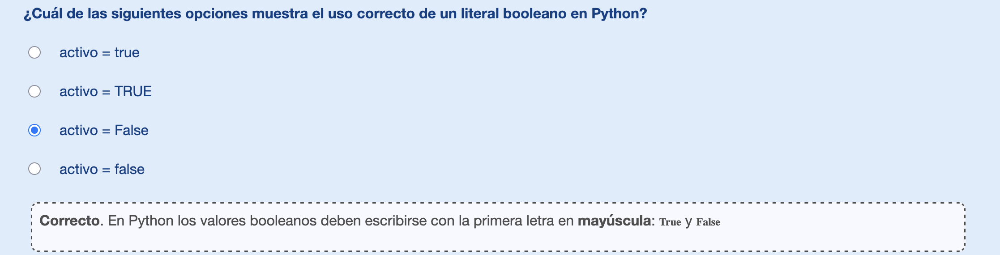 ¿Cuál de las siguientes opciones muestra el uso correcto de un literal booleano en Python?
activo = true
activo = TRUE
activo = False
activo = false
Correcto. En Python los valores booleanos deben escribirse con la primera letra en mayúscula: True y False